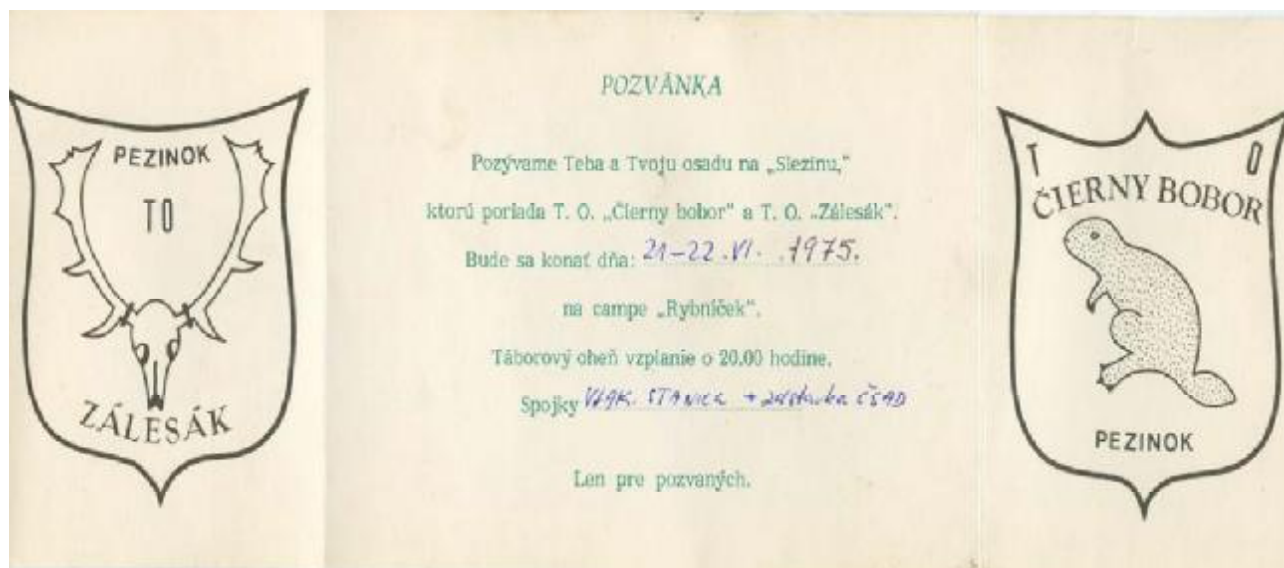 PEZINOK
TO
ZÁLESÁK
POZVÁNKA
Pozývame Teba a Tvoju osadu na „Slezinu,"
ktorú poriada T. O. „Čierny bobor" a T. O. „Zálesák".
Bude sa konať dňa: 21-22.VI. 1975.
na campe „Rybníček".
Táborový oheň vzplanie o 20.00 hodine.
Spojky VLAK. STANICA + zastavka ČSAD
Len pre pozvaných.
T O
ČIERNY BOBOR
PEZINOK